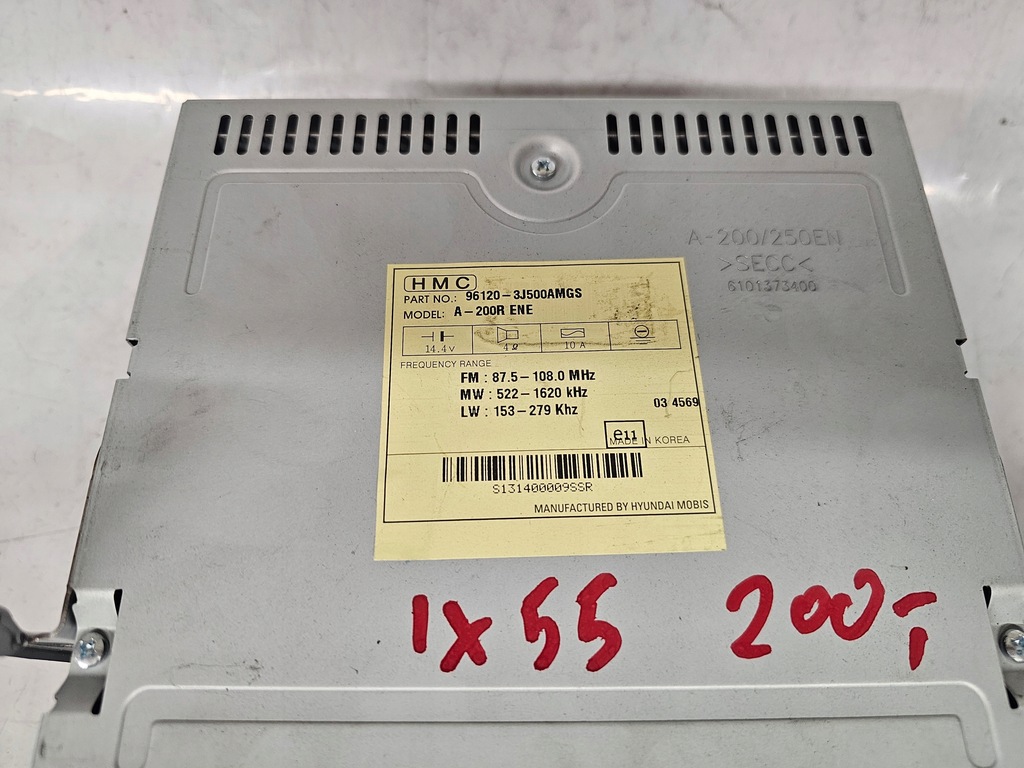 A-200/250EN
>SECC<
6101373400
HMC
PART NO.: 96120-3J500AMGS
MODEL: A-200R ENE
14.4V 4Ω 10A
FREQUENCY RANGE
FM : 87.5-108.0 MHz
MW : 522-1620 kHz
LW : 153-279 Khz
03 4569
e11
MADE IN KOREA
S131400009SSR
MANUFACTURED BY HYUNDAI MOBIS
IX55 200,-